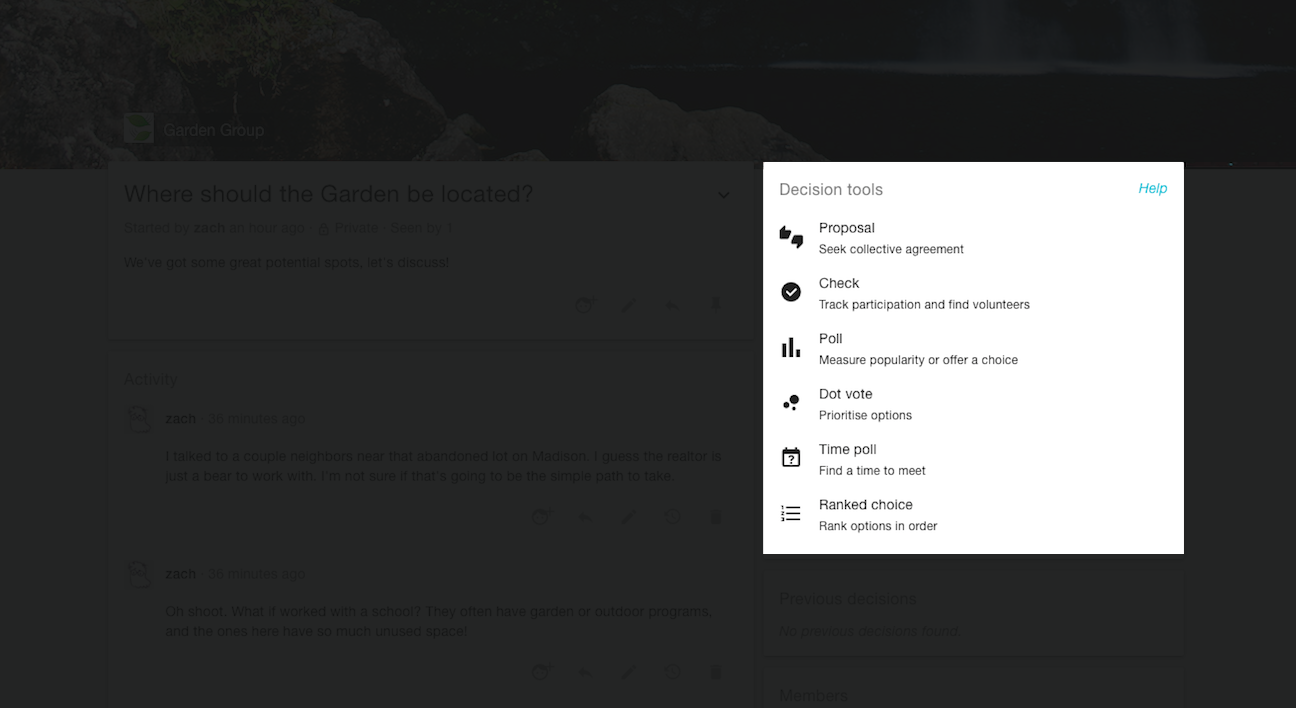 Garden Group
Where should the Garden be located?
Started by zach an hour ago · Private · Seen by 1
We've got some great potential spots, let's discuss!
Activity
zach · 36 minutes ago
I talked to a couple neighbors near that abandoned lot on Madison. I guess the realtor is
just a bear to work with. I'm not sure if that's going to be the simple path to take.
zach · 36 minutes ago
Oh shoot. What if worked with a school? They often have garden or outdoor programs,
and the ones here have so much unused space!
Decision tools
Help
Proposal
Seek collective agreement
Check
Track participation and find volunteers
Poll
Measure popularity or offer a choice
Dot vote
Prioritise options
Time poll
Find a time to meet
Ranked choice
Rank options in order
Previous decisions
No previous decisions found.
Members